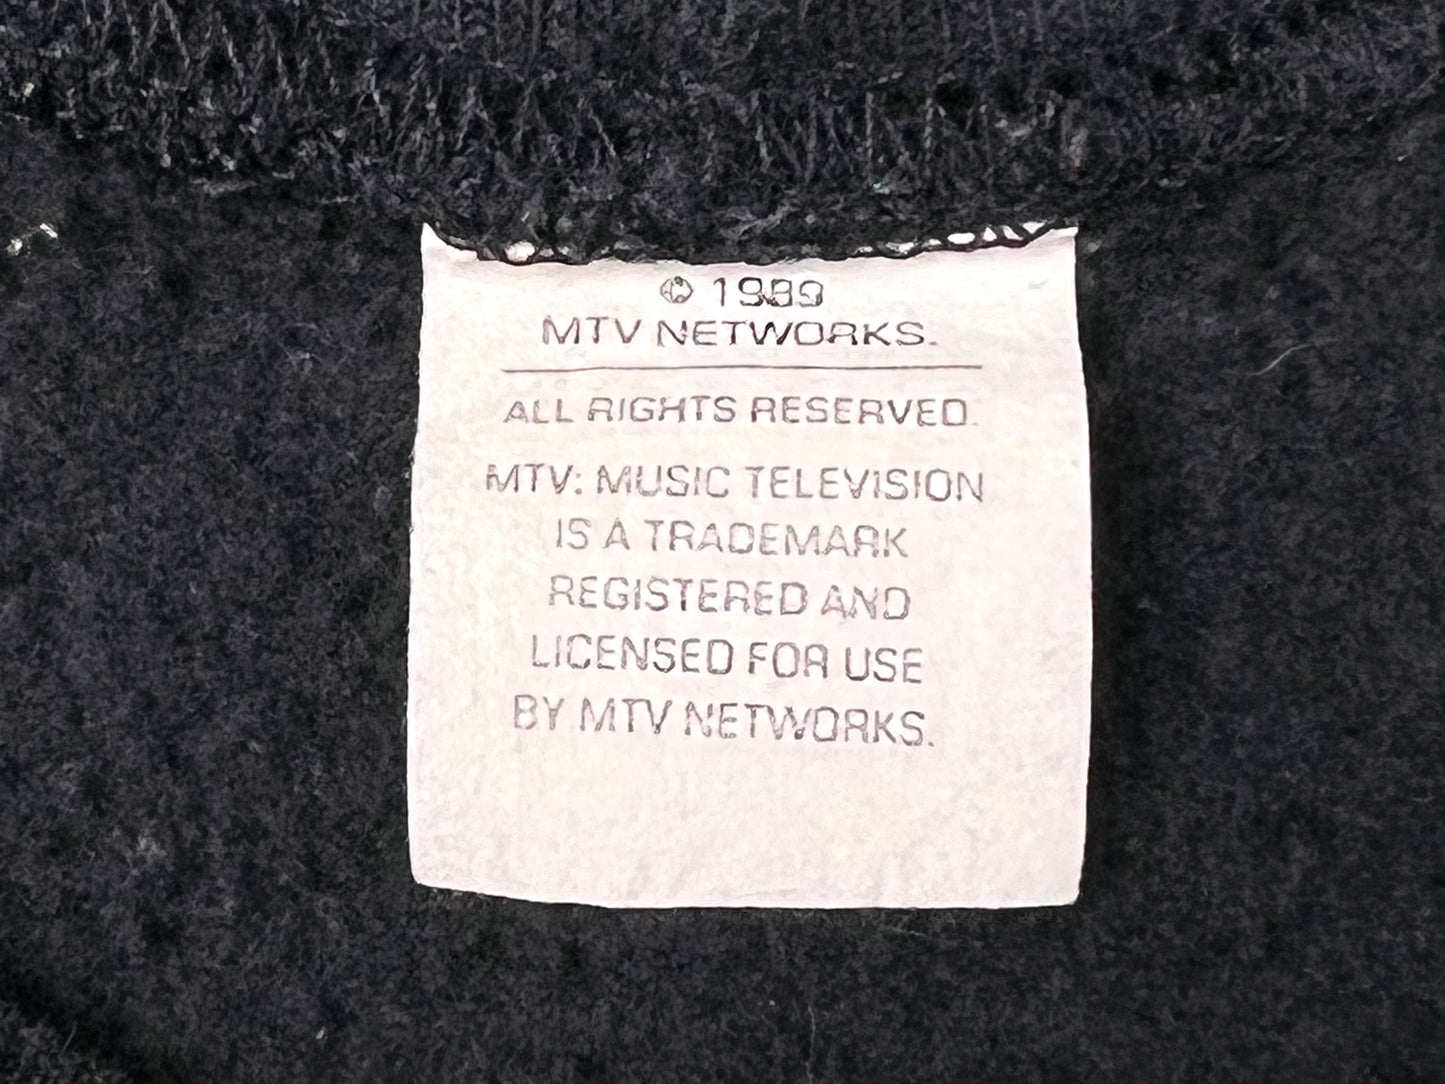 © 1989
MTV NETWORKS.
ALL RIGHTS RESERVED.
MTV: MUSIC TELEVISION
IS A TRADEMARK
REGISTERED AND
LICENSED FOR USE
BY MTV NETWORKS.